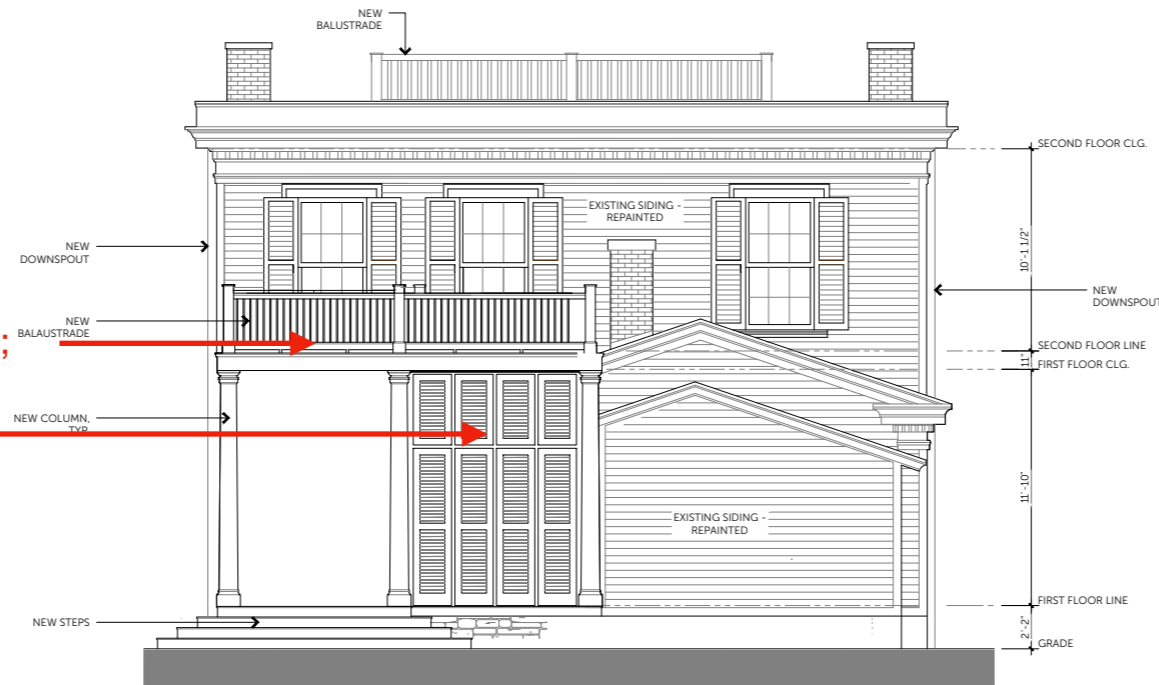 NEW
BALUSTRADE
SECOND FLOOR CLG.
EXISTING SIDING -
REPAINTED
10'-1 1/2"
NEW
DOWNSPOUT
NEW
DOWNSPOUT
NEW
BALAUSTRADE
;
SECOND FLOOR LINE
11"
FIRST FLOOR CLG.
NEW COLUMN,
TYP.
11'-10"
EXISTING SIDING -
REPAINTED
FIRST FLOOR LINE
NEW STEPS
2'-2"
GRADE